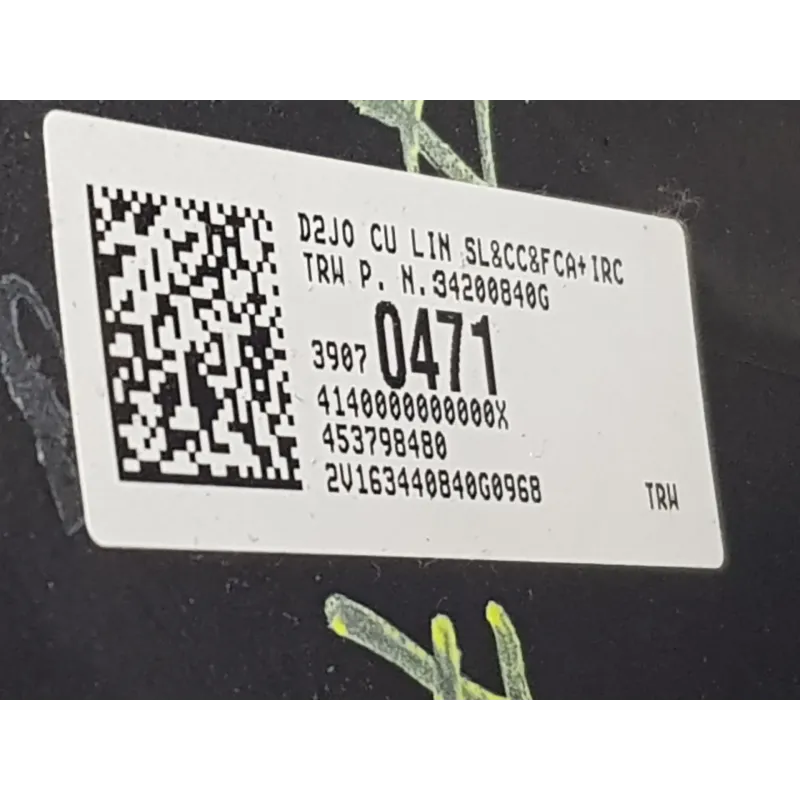 D2JO CU LIN SL&CC&FCA+IRC
TRW P. N.34200840G
3907 0471
4140000000000X
453798480
2V163440840G0968
TRW